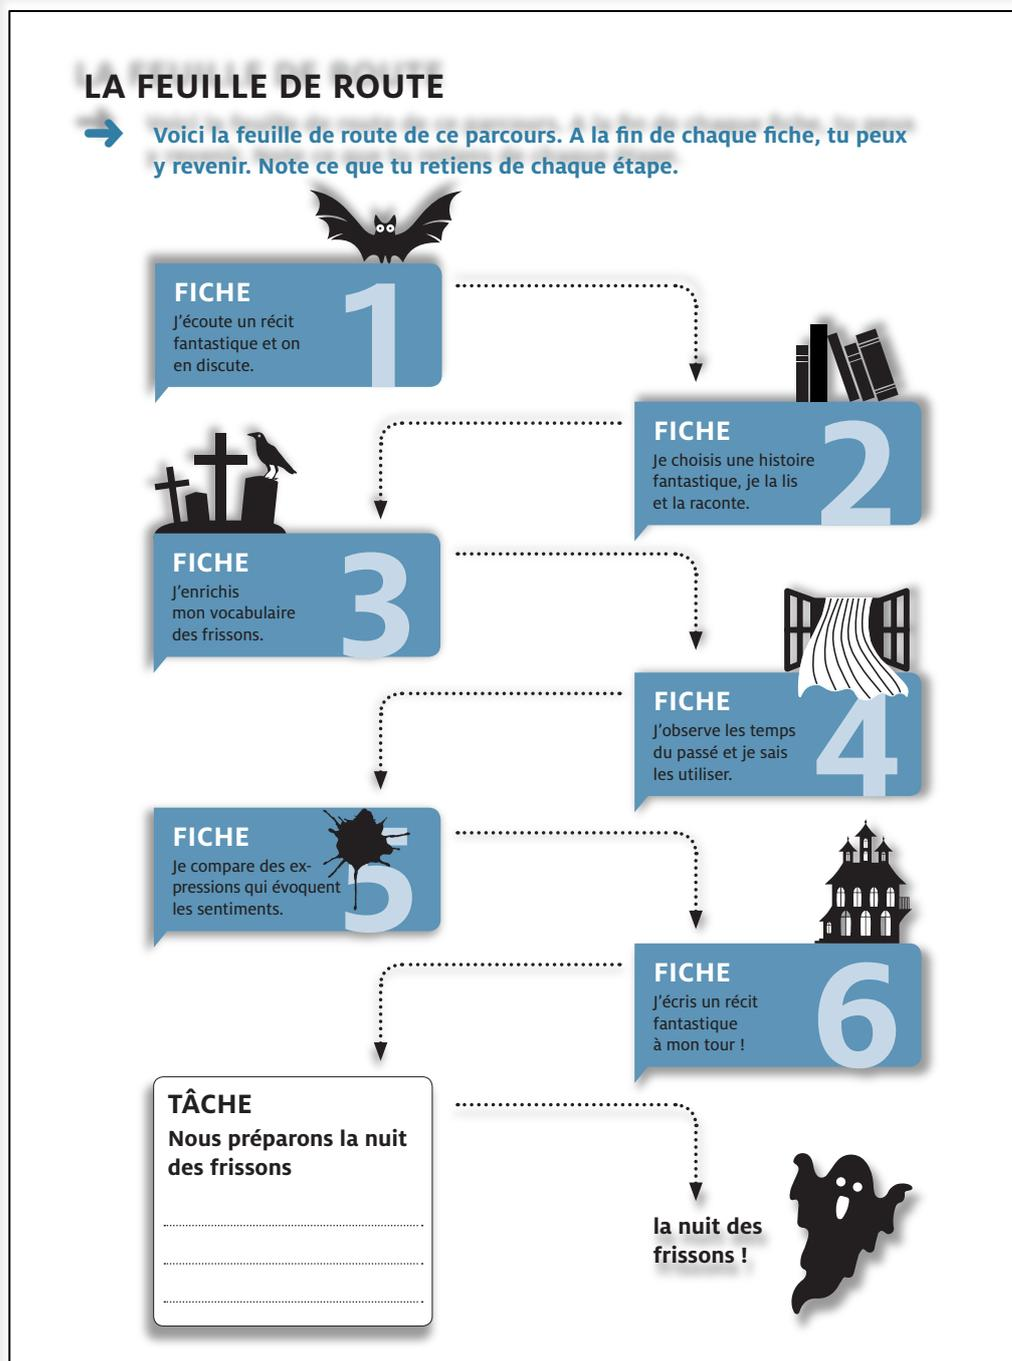 LA FEUILLE DE ROUTE
Voici la feuille de route de ce parcours. A la fin de chaque fiche, tu peux
y revenir. Note ce que tu retiens de chaque étape.
FICHE
1
J'écoute un récit
fantastique et on
en discute.
FICHE
2
Je choisis une histoire
fantastique, je la lis
et la raconte.
FICHE
3
J'enrichis
mon vocabulaire
des frissons.
FICHE
4
J'observe les temps
du passé et je sais
les utiliser.
FICHE
5
Je compare des ex-
pressions qui évoquent
les sentiments.
FICHE
6
J'écris un récit
fantastique
à mon tour !
TÂCHE
Nous préparons la nuit
des frissons
la nuit des
frissons !